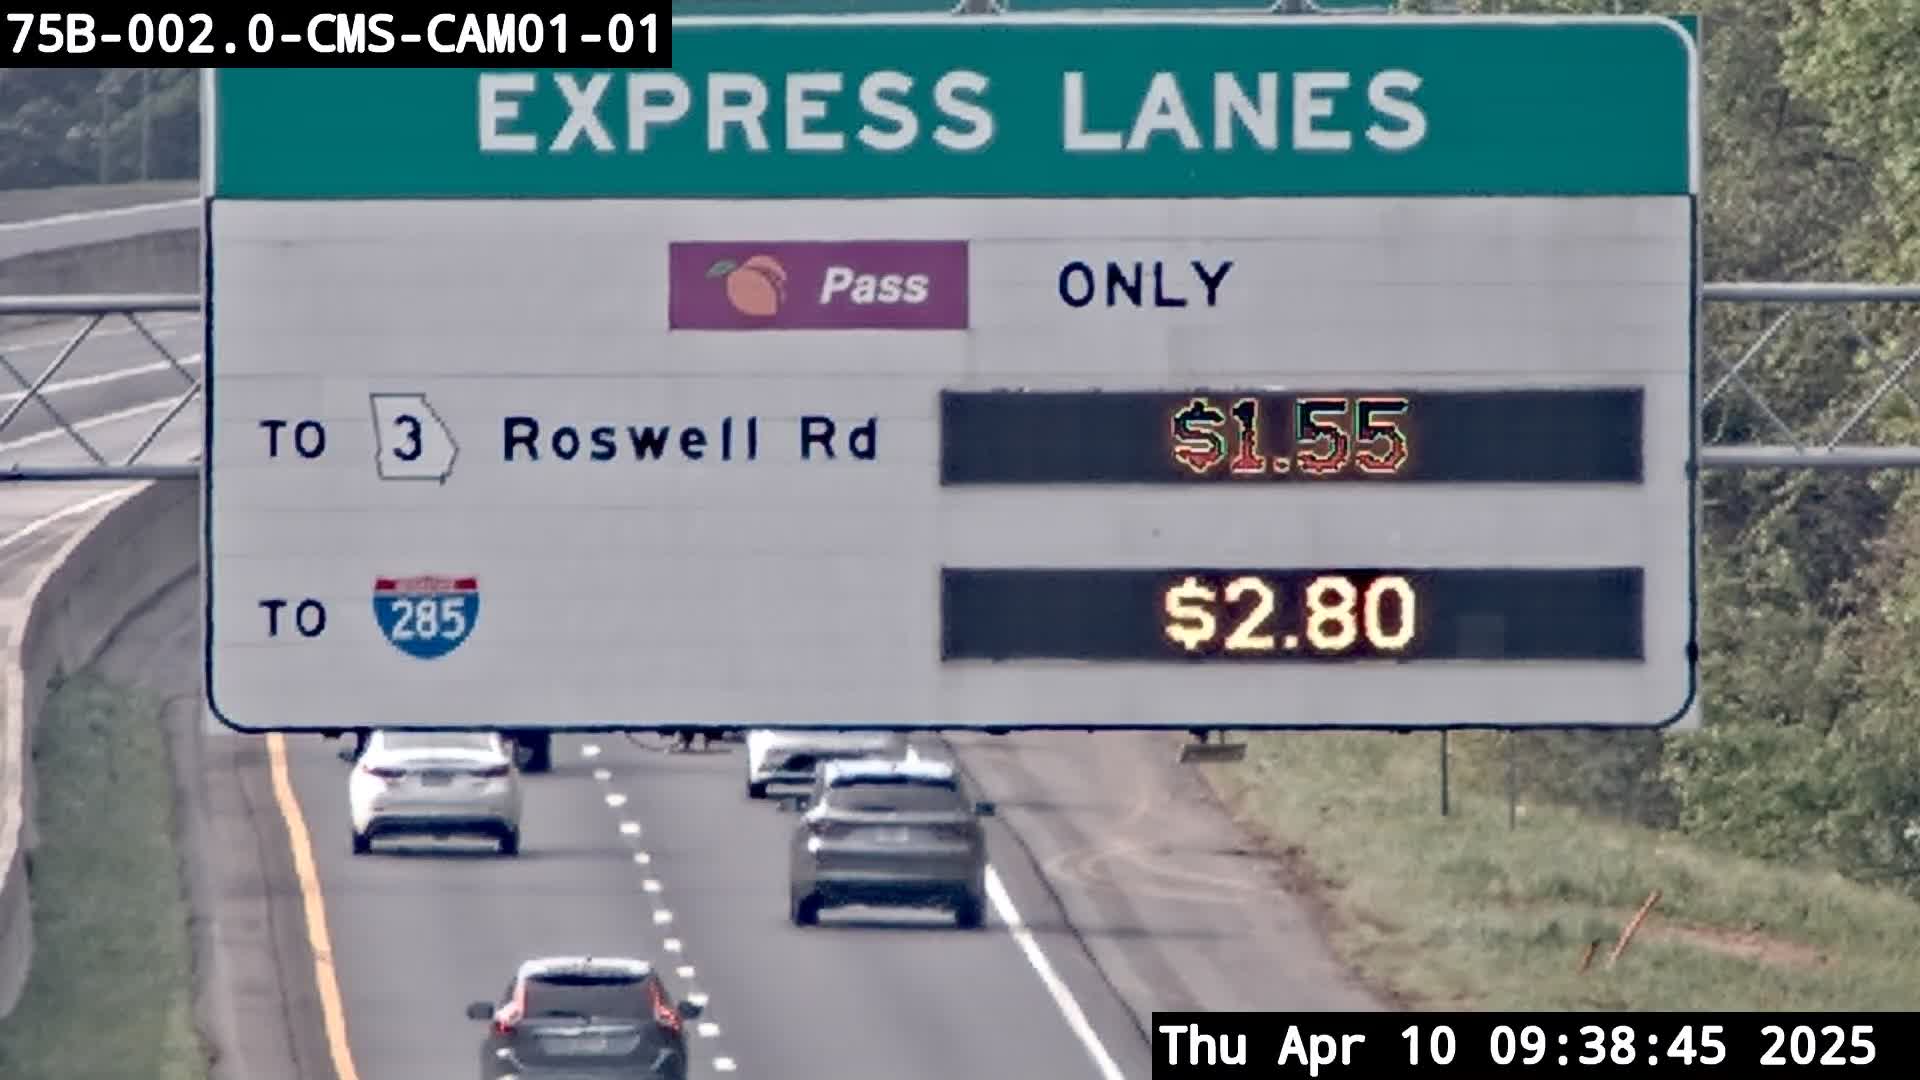 75B-002.0-CMS-CAM01-01
EXPRESS LANES
Pass ONLY
TO 3 Roswell Rd $1.55
TO 285 $2.80
Thu Apr 10 09:38:45 2025